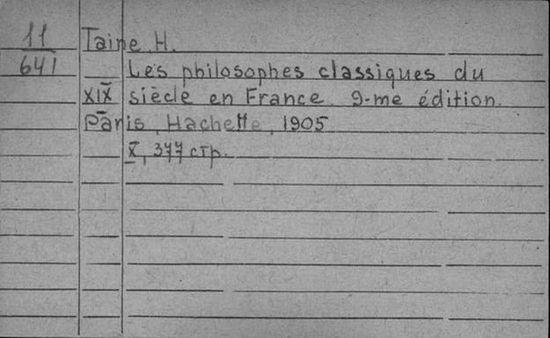 11
641
Taine, H.
Les philosophes classiques du
XIX siècle en France. 9-me édition.
Paris, Hachette, 1905
X, 377 стр.